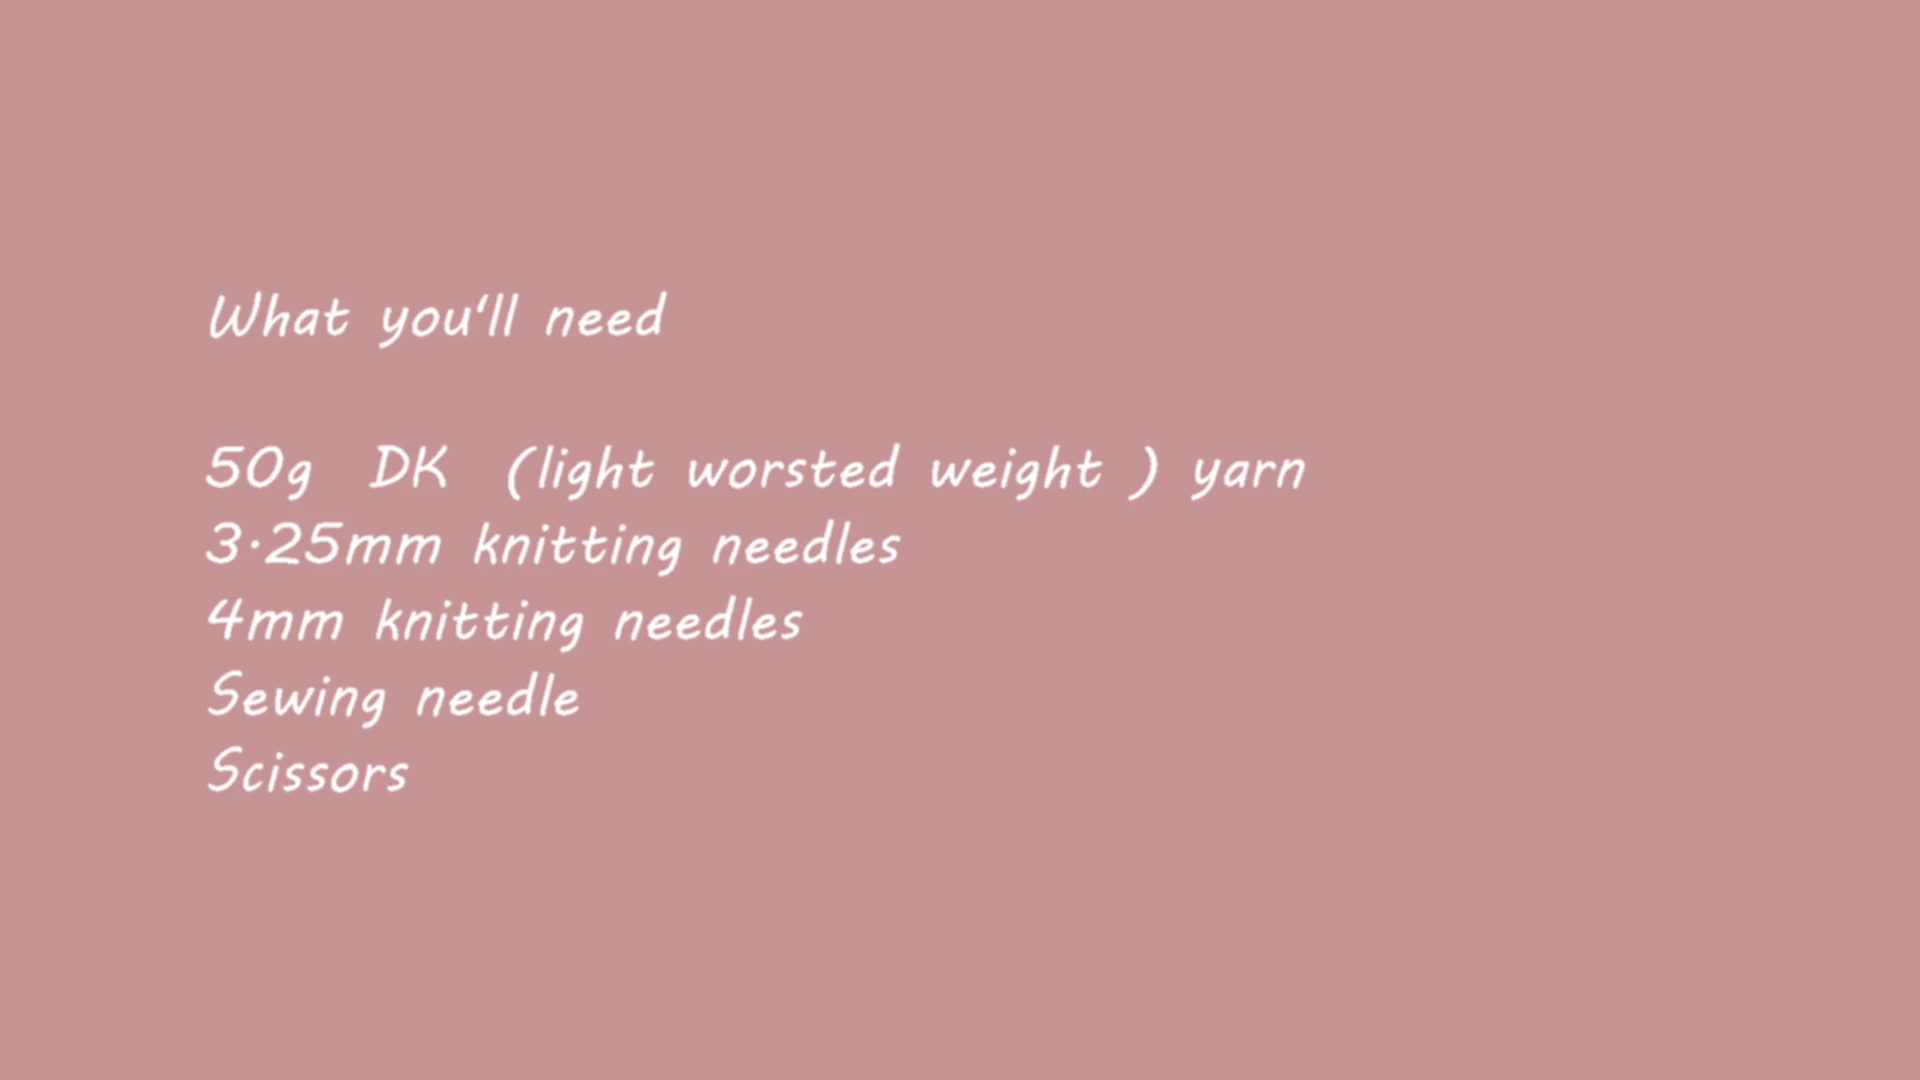 What you'll need
50g DK (light worsted weight ) yarn
3·25mm knitting needles
4mm knitting needles
Sewing needle
Scissors